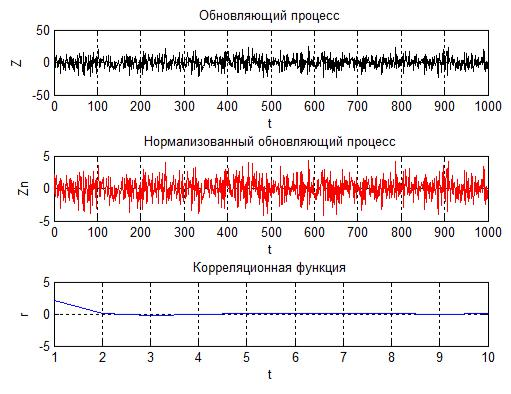 Обновляющий процесс
50
0
-50
Z
0 100 200 300 400 500 600 700 800 900 1000
t
Нормализованный обновляющий процесс
5
0
-5
Zn
0 100 200 300 400 500 600 700 800 900 1000
t
Корреляционная функция
5
0
-5
r
1 2 3 4 5 6 7 8 9 10
t